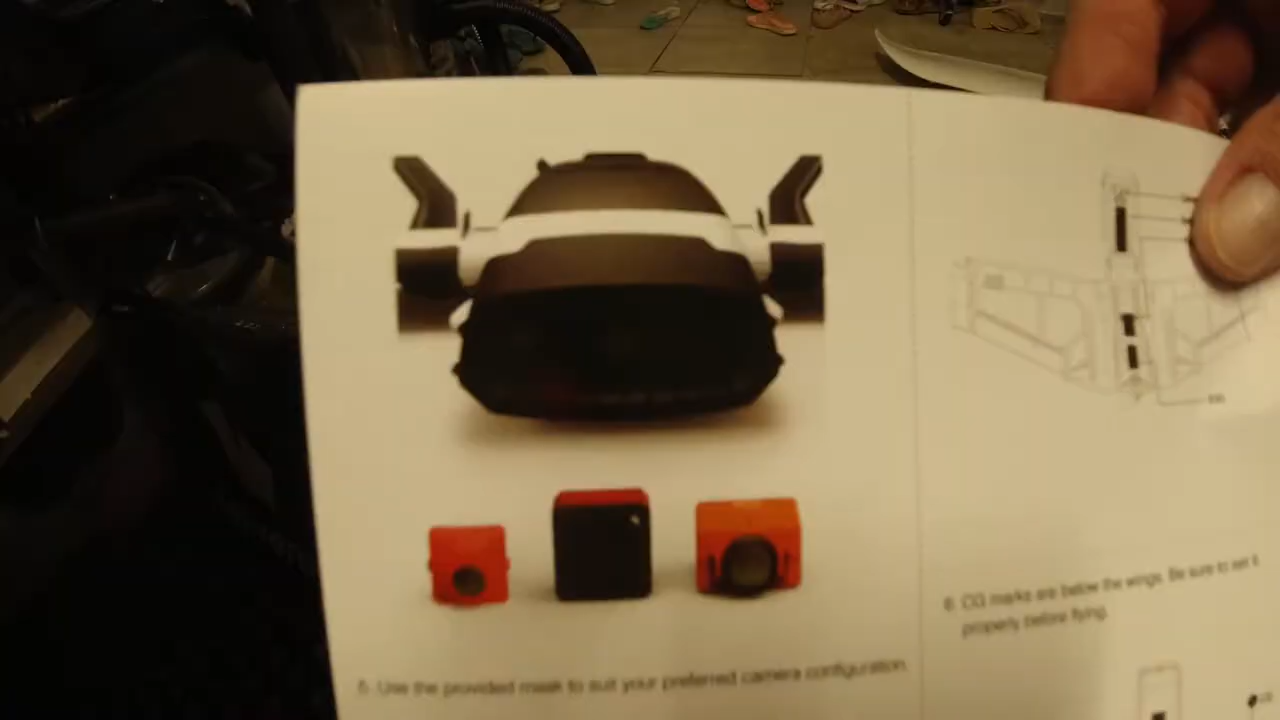 5. Use the provided mask to suit your preferred camera configuration.
6. CG marks are below the wings. Be sure to set it
properly before flying.